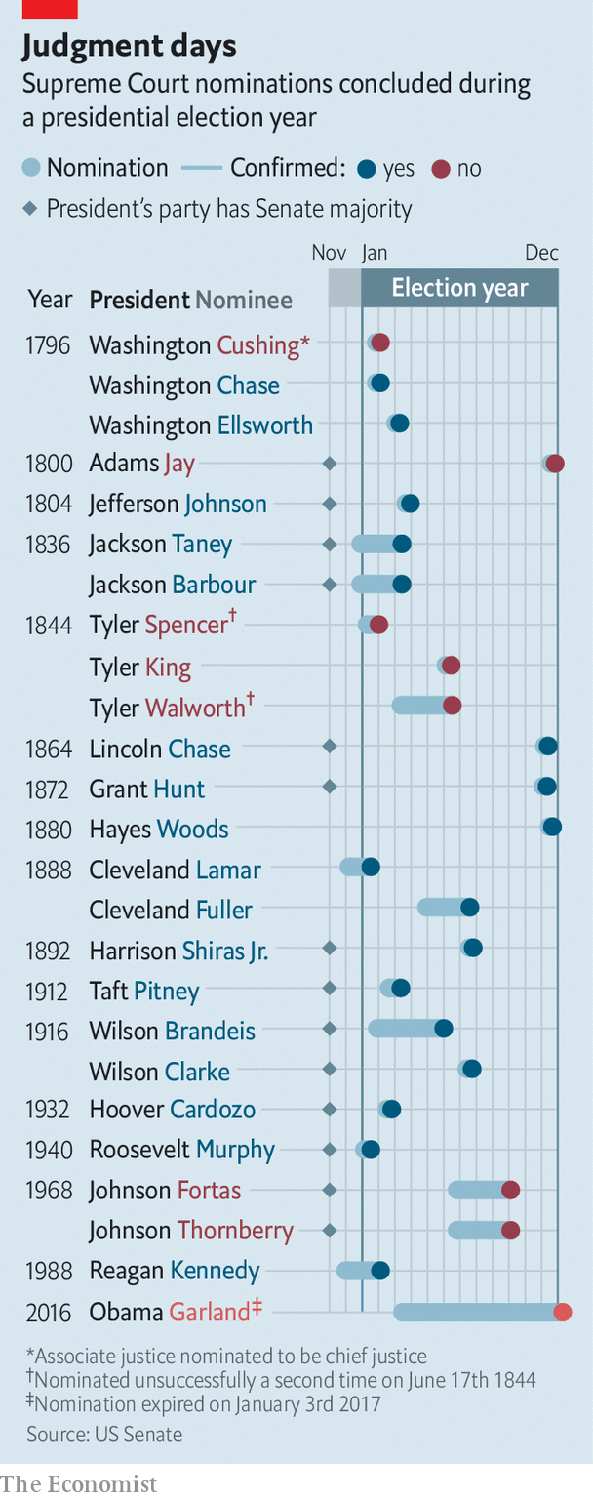 Judgment days
Supreme Court nominations concluded during
a presidential election year
Nomination Confirmed: yes no
President's party has Senate majority
Nov Jan Dec
Year President Nominee Election year
1796 Washington Cushing*
Washington Chase
Washington Ellsworth
1800 Adams Jay
1804 Jefferson Johnson
1836 Jackson Taney
Jackson Barbour
1844 Tyler Spencer†
Tyler King
Tyler Walworth†
1864 Lincoln Chase
1872 Grant Hunt
1880 Hayes Woods
1888 Cleveland Lamar
Cleveland Fuller
1892 Harrison Shiras Jr.
1912 Taft Pitney
1916 Wilson Brandeis
Wilson Clarke
1932 Hoover Cardozo
1940 Roosevelt Murphy
1968 Johnson Fortas
Johnson Thornberry
1988 Reagan Kennedy
2016 Obama Garland‡
*Associate justice nominated to be chief justice
†Nominated unsuccessfully a second time on June 17th 1844
‡Nomination expired on January 3rd 2017
Source: US Senate
The Economist